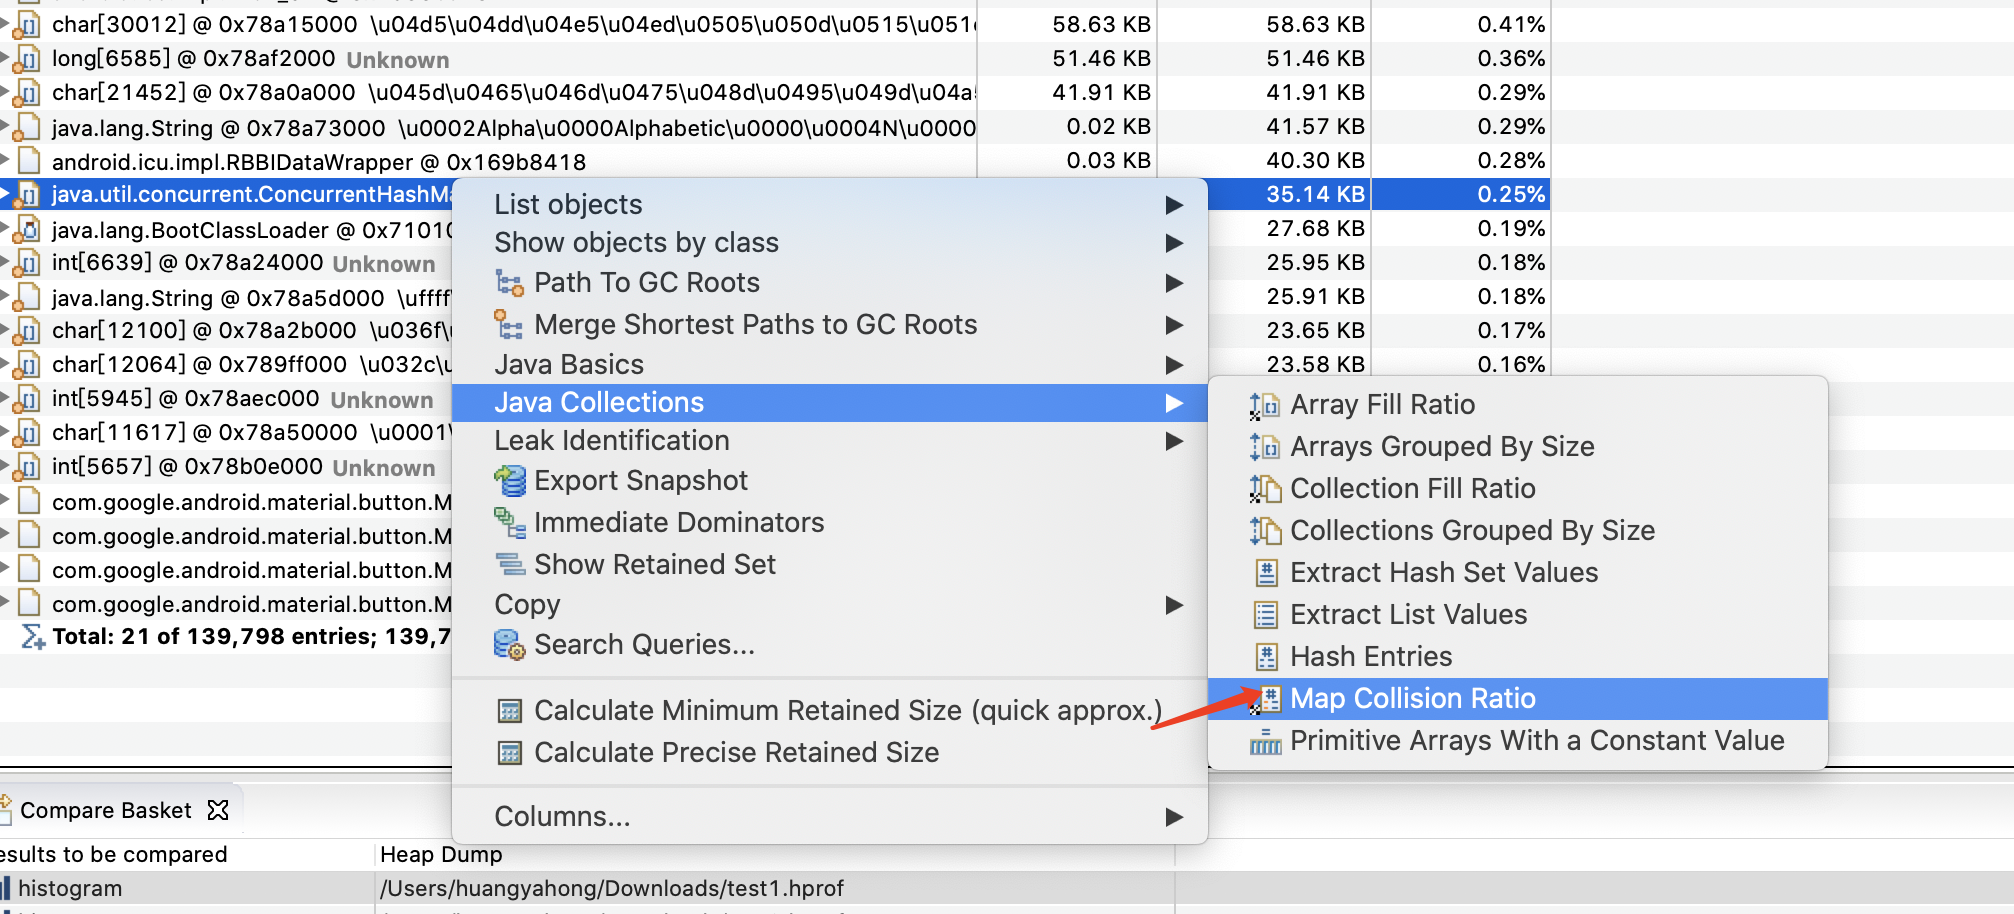 char[30012] @ 0x78a15000 \u04d5\u04dd\u04e5\u04ed\u0505\u050d\u0515\u051 58.63 KB 58.63 KB 0.41%
long[6585] @ 0x78af2000 Unknown 51.46 KB 51.46 KB 0.36%
char[21452] @ 0x78a0a000 \u045d\u0465\u046d\u0475\u048d\u0495\u049d\u04a 41.91 KB 41.91 KB 0.29%
java.lang.String @ 0x78a73000 \u0002Alpha\u0000Alphabetic\u0000\u0004N\u0000 0.02 KB 41.57 KB 0.29%
android.icu.impl.RBBIDataWrapper @ 0x169b8418 0.03 KB 40.30 KB 0.28%
java.util.concurrent.ConcurrentHashMa 35.14 KB 0.25%
java.lang.BootClassLoader @ 0x7101 27.68 KB 0.19%
int[6639] @ 0x78a24000 Unknown 25.95 KB 0.18%
java.lang.String @ 0x78a5d000 \uffff 25.91 KB 0.18%
char[12100] @ 0x78a2b000 \u036f\ 23.65 KB 0.17%
char[12064] @ 0x789ff000 \u032c\u 23.58 KB 0.16%
int[5945] @ 0x78aec000 Unknown
char[11617] @ 0x78a50000 \u0001\
int[5657] @ 0x78b0e000 Unknown
com.google.android.material.button.M
com.google.android.material.button.M
com.google.android.material.button.M
com.google.android.material.button.M
Total: 21 of 139,798 entries; 139,7
List objects
Show objects by class
Path To GC Roots
Merge Shortest Paths to GC Roots
Java Basics
Java Collections
Leak Identification
Export Snapshot
Immediate Dominators
Show Retained Set
Copy
Search Queries...
Calculate Minimum Retained Size (quick approx.)
Calculate Precise Retained Size
Columns...
Array Fill Ratio
Arrays Grouped By Size
Collection Fill Ratio
Collections Grouped By Size
Extract Hash Set Values
Extract List Values
Hash Entries
Map Collision Ratio
Primitive Arrays With a Constant Value
Compare Basket
esults to be compared Heap Dump
histogram /Users/huangyahong/Downloads/test1.hprof